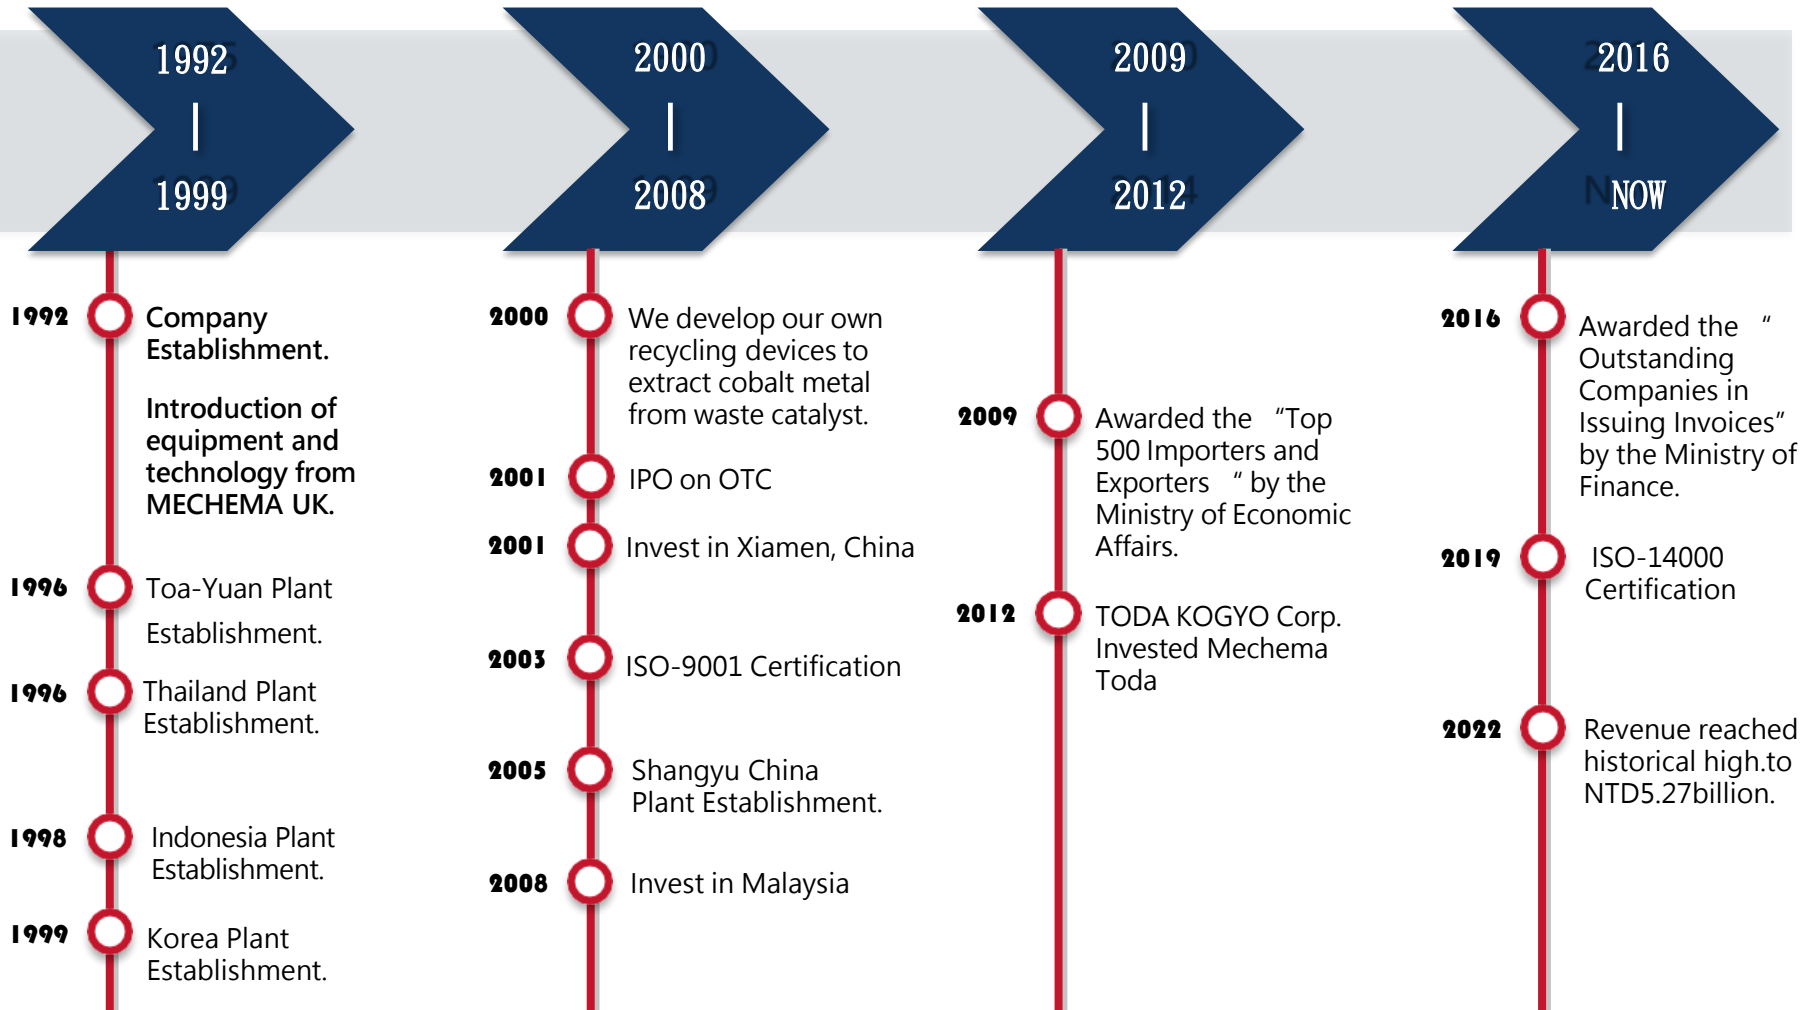 1992
|
1999
2000
|
2008
2009
|
2012
2016
|
NOW
1992
Company
Establishment.
Introduction of
equipment and
technology from
MECHEMA UK.
1996
Toa-Yuan Plant
Establishment.
1996
Thailand Plant
Establishment.
1998
Indonesia Plant
Establishment.
1999
Korea Plant
Establishment.
2000
We develop our own
recycling devices to
extract cobalt metal
from waste catalyst.
2001
IPO on OTC
2001
Invest in Xiamen, China
2003
ISO-9001 Certification
2005
Shangyu China
Plant Establishment.
2008
Invest in Malaysia
2009
Awarded the “Top
500 Importers and
Exporters “ by the
Ministry of Economic
Affairs.
2012
TODA KOGYO Corp.
Invested Mechema
Toda
2016
Awarded the “
Outstanding
Companies in
Issuing Invoices”
by the Ministry of
Finance.
2019
ISO-14000
Certification
2022
Revenue reached
historical high.to
NTD5.27billion.